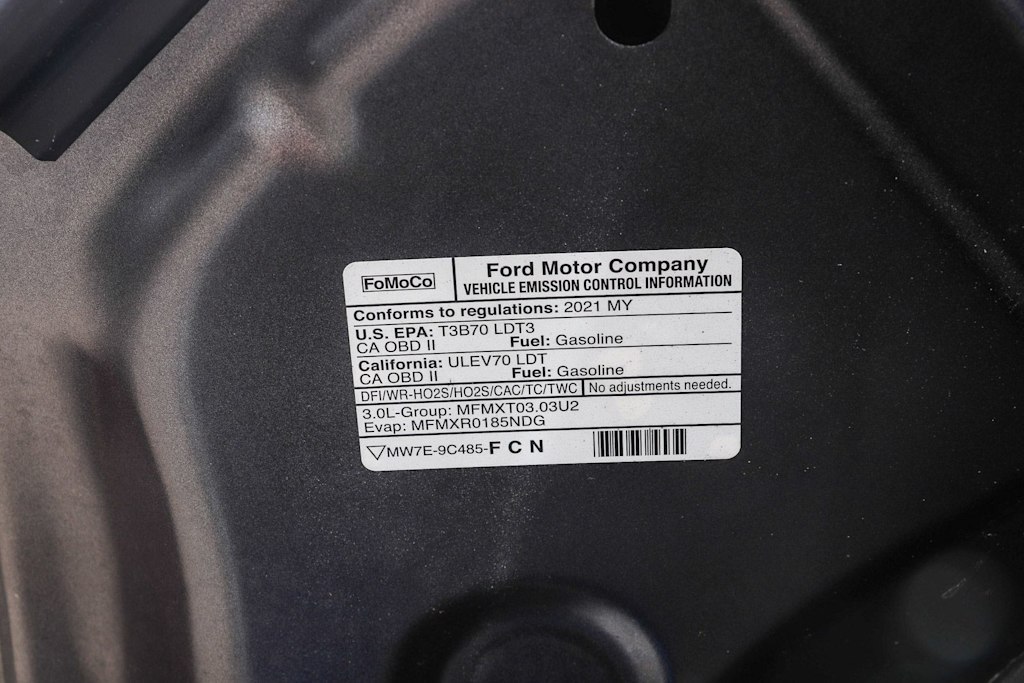 FoMoCo
Ford Motor Company
VEHICLE EMISSION CONTROL INFORMATION
Conforms to regulations: 2021 MY
U.S. EPA: T3B70 LDT3
CA OBD II Fuel: Gasoline
California: ULEV70 LDT
CA OBD II Fuel: Gasoline
DFI/WR-HO2S/HO2S/CAC/TC/TWC No adjustments needed.
3.0L-Group: MFMXT03.03U2
Evap: MFMXR0185NDG
MW7E-9C485-F C N